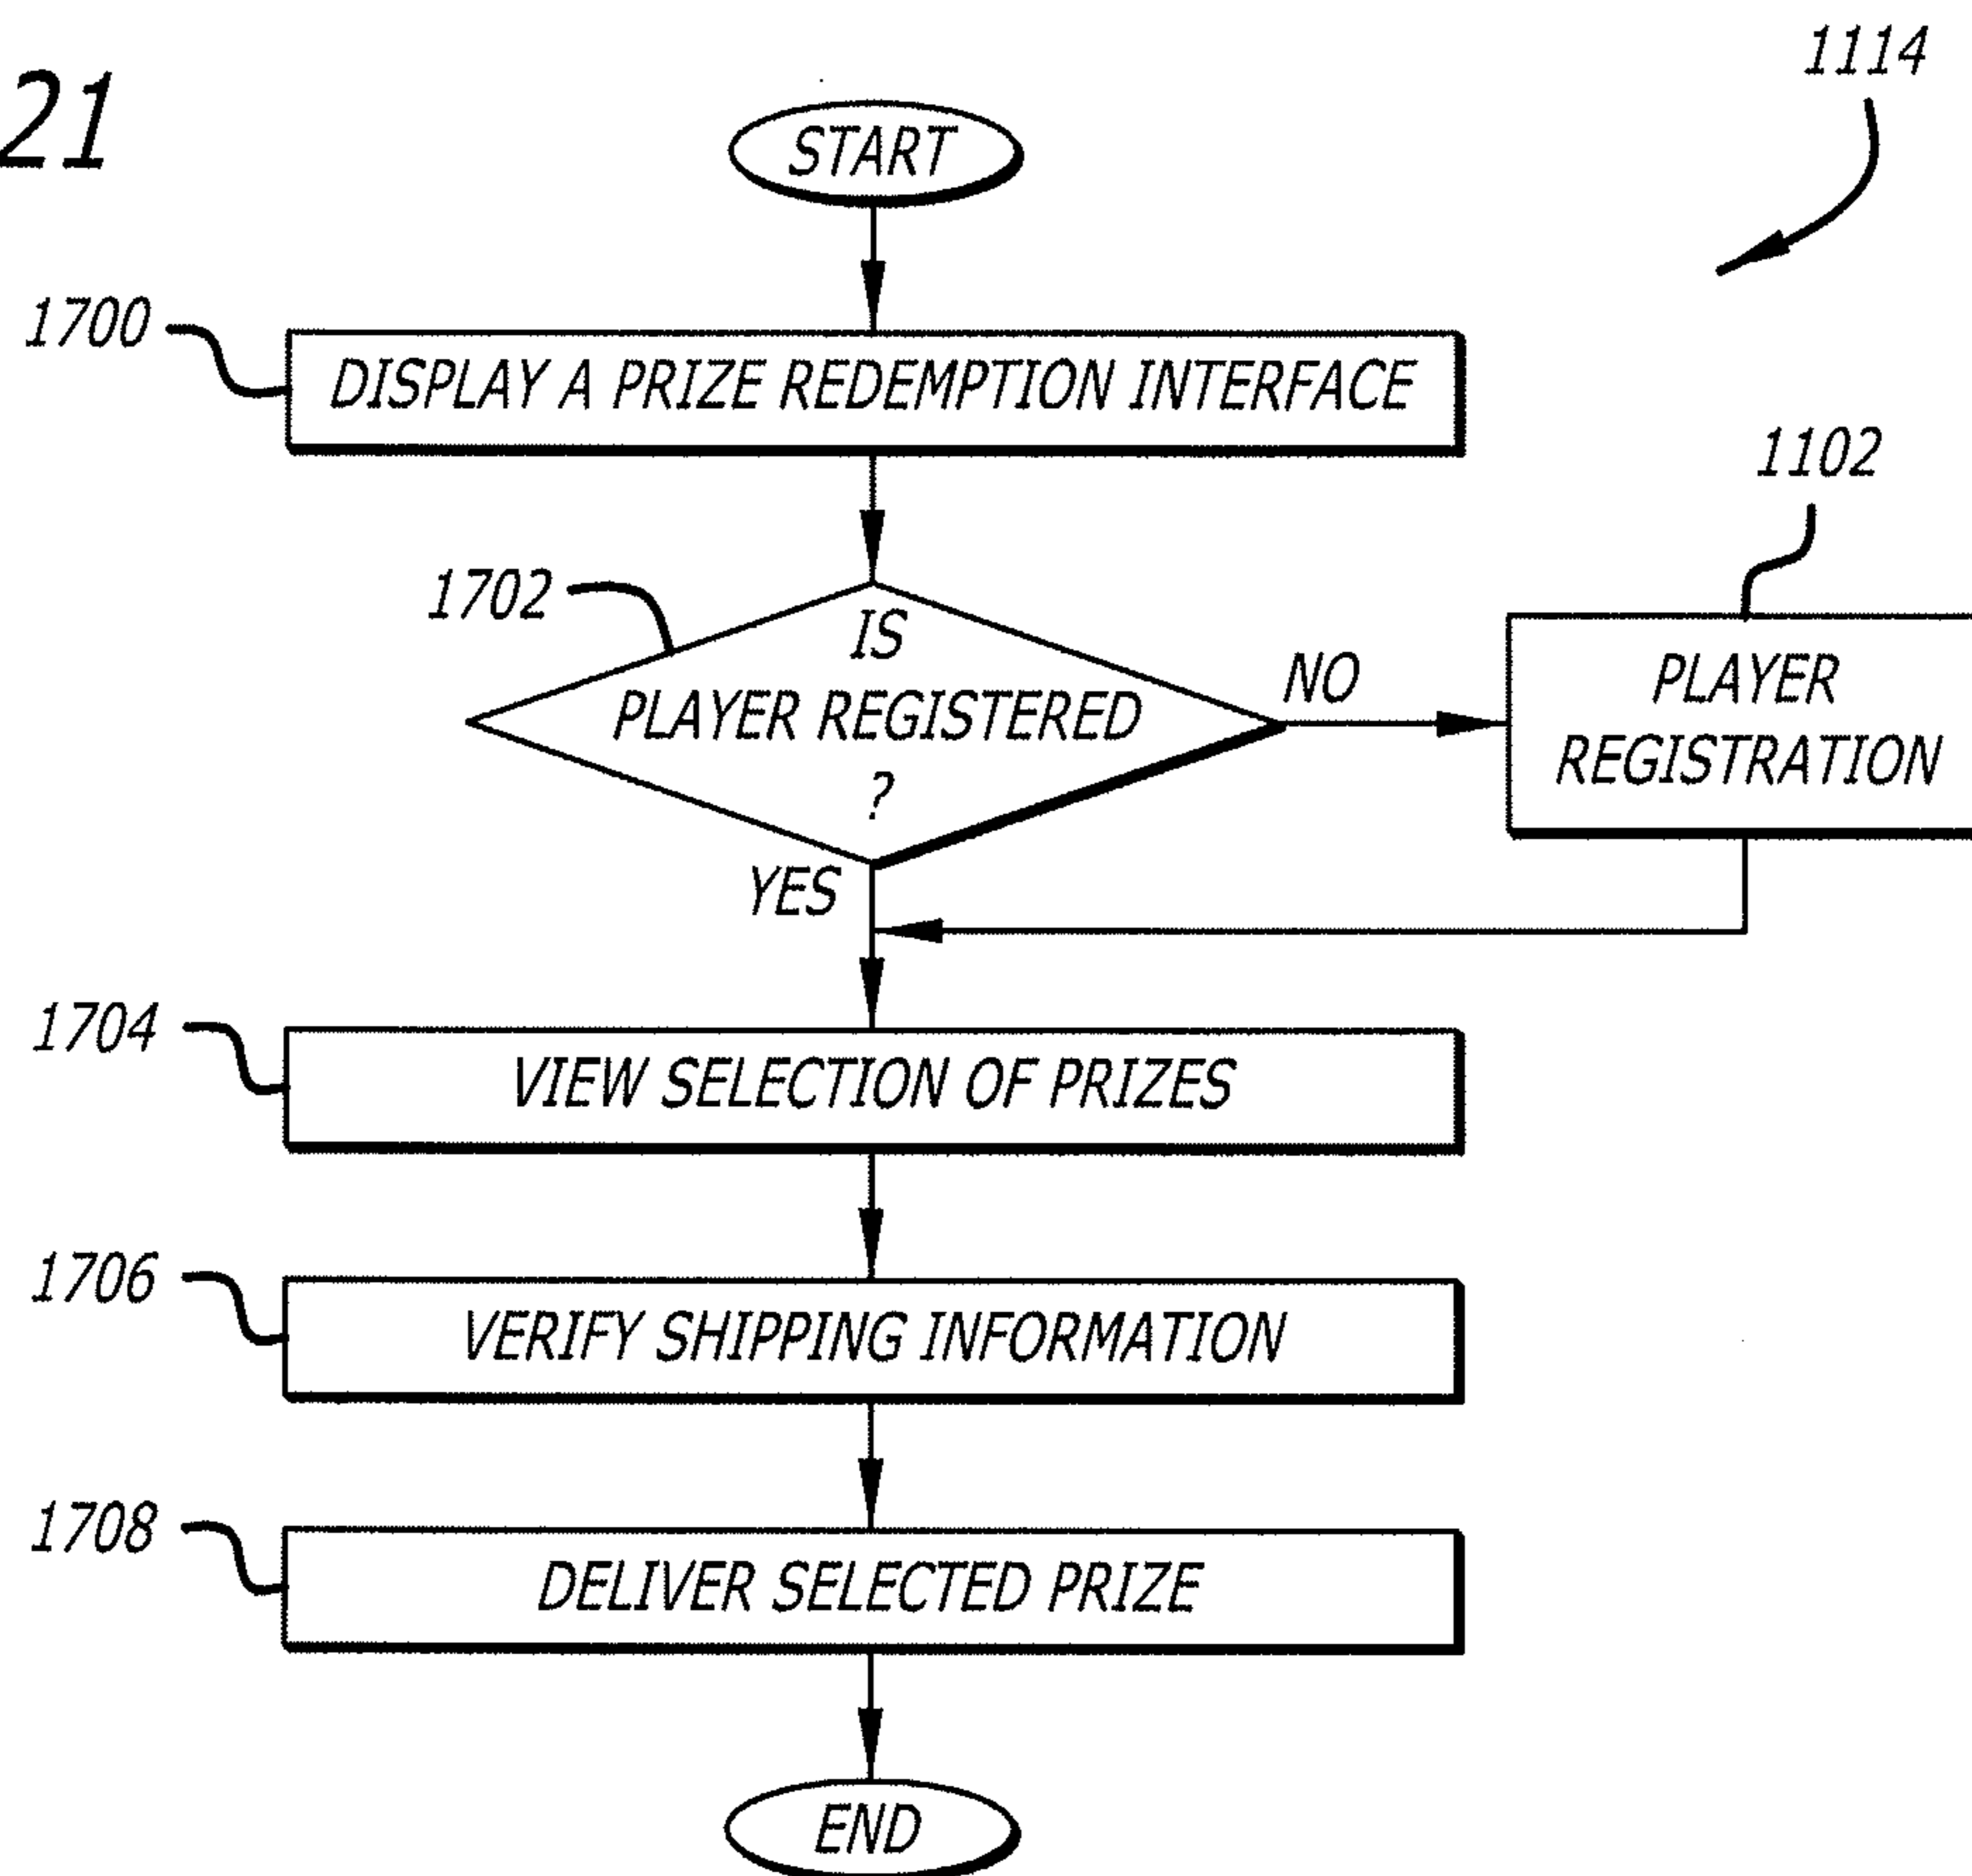 21
1114
START
1700
DISPLAY A PRIZE REDEMPTION INTERFACE
1102
1702
IS
PLAYER REGISTERED
?
NO
PLAYER
REGISTRATION
YES
1704
VIEW SELECTION OF PRIZES
1706
VERIFY SHIPPING INFORMATION
1708
DELIVER SELECTED PRIZE
END